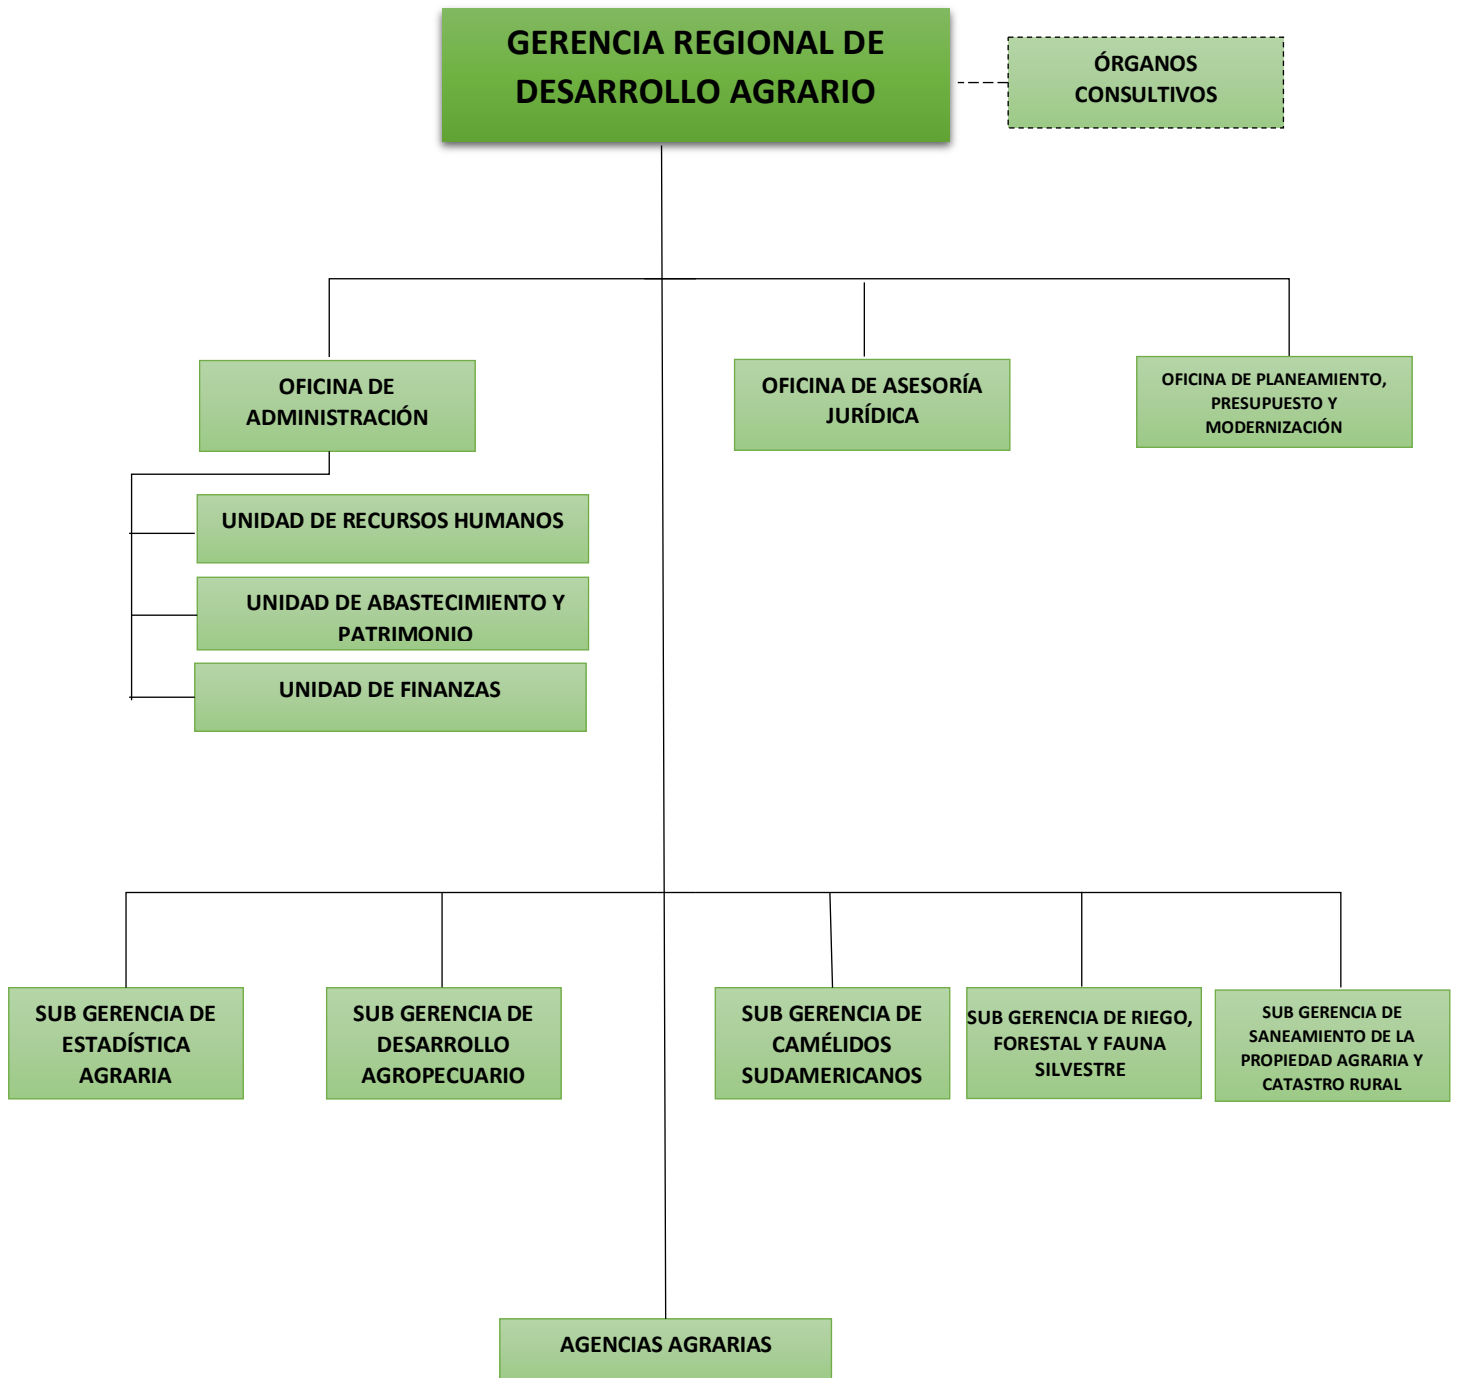 GERENCIA REGIONAL DE
DESARROLLO AGRARIO
ÓRGANOS
CONSULTIVOS
OFICINA DE
ADMINISTRACIÓN
OFICINA DE ASESORÍA
JURÍDICA
OFICINA DE PLANEAMIENTO,
PRESUPUESTO Y
MODERNIZACIÓN
UNIDAD DE RECURSOS HUMANOS
UNIDAD DE ABASTECIMIENTO Y
PATRIMONIO
UNIDAD DE FINANZAS
SUB GERENCIA DE
ESTADÍSTICA
AGRARIA
SUB GERENCIA DE
DESARROLLO
AGROPECUARIO
SUB GERENCIA DE
CAMÉLIDOS
SUDAMERICANOS
SUB GERENCIA DE RIEGO,
FORESTAL Y FAUNA
SILVESTRE
SUB GERENCIA DE
SANEAMIENTO DE LA
PROPIEDAD AGRARIA Y
CATASTRO RURAL
AGENCIAS AGRARIAS